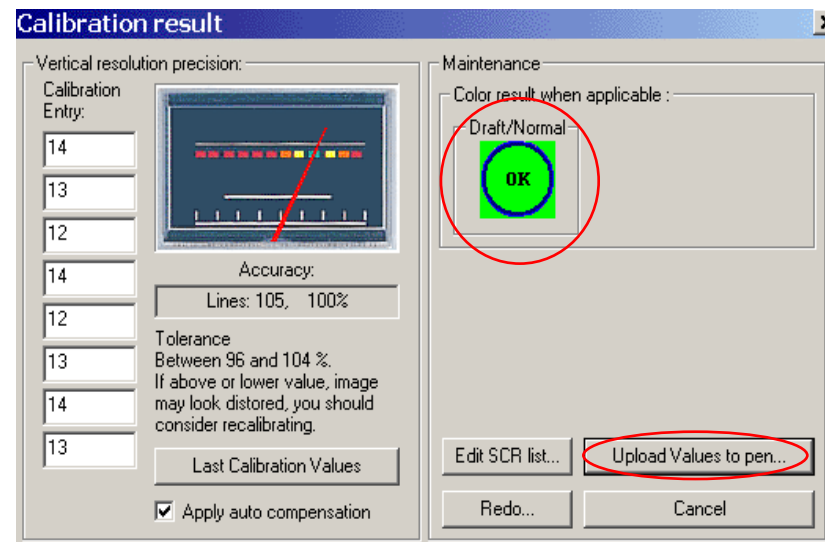 Calibration result
Vertical resolution precision:
Calibration
Entry:
14
13
12
14
12
13
14
13
Accuracy:
Lines: 105, 100%
Tolerance
Between 96 and 104 %.
If above or lower value, image
may look distored, you should
consider recalibrating.
Last Calibration Values
Apply auto compensation
Maintenance
Color result when applicable :
Draft/Normal
OK
Edit SCR list...
Upload Values to pen...
Redo...
Cancel